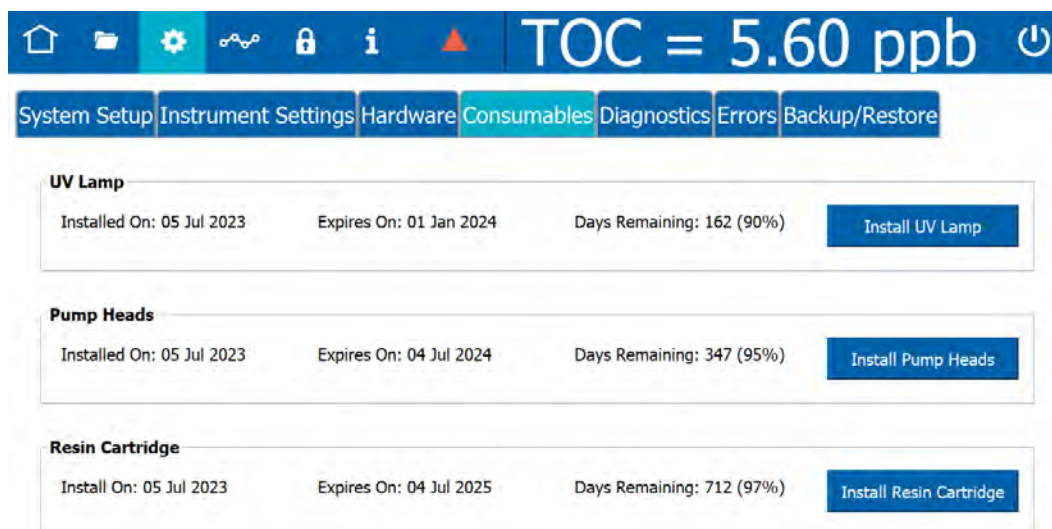 TOC = 5.60 ppb
System Setup Instrument Settings Hardware Consumables Diagnostics Errors Backup/Restore
UV Lamp
Installed On: 05 Jul 2023 Expires On: 01 Jan 2024 Days Remaining: 162 (90%) Install UV Lamp
Pump Heads
Installed On: 05 Jul 2023 Expires On: 04 Jul 2024 Days Remaining: 347 (95%) Install Pump Heads
Resin Cartridge
Install On: 05 Jul 2023 Expires On: 04 Jul 2025 Days Remaining: 712 (97%) Install Resin Cartridge